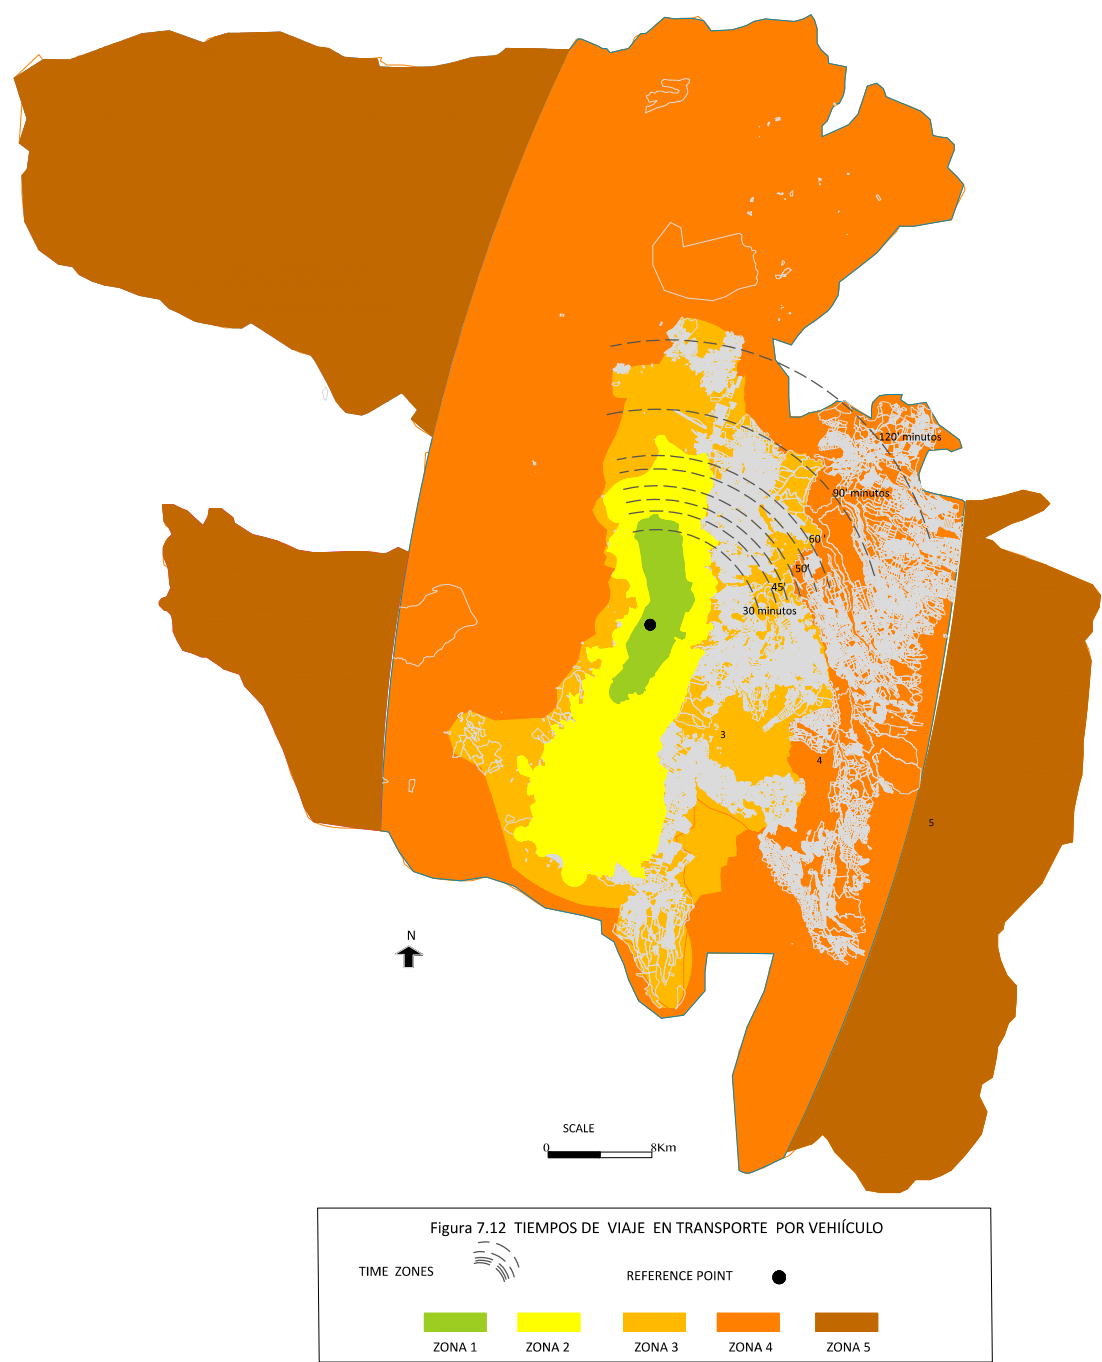 120' minutos
90' minutos
60 '
50'
45'
30 minutos
3
4
5
N
SCALE
0 8Km
Figura 7.12 TIEMPOS DE VIAJE EN TRANSPORTE POR VEHIÍCULO
TIME ZONES REFERENCE POINT
ZONA 1 ZONA 2 ZONA 3 ZONA 4 ZONA 5